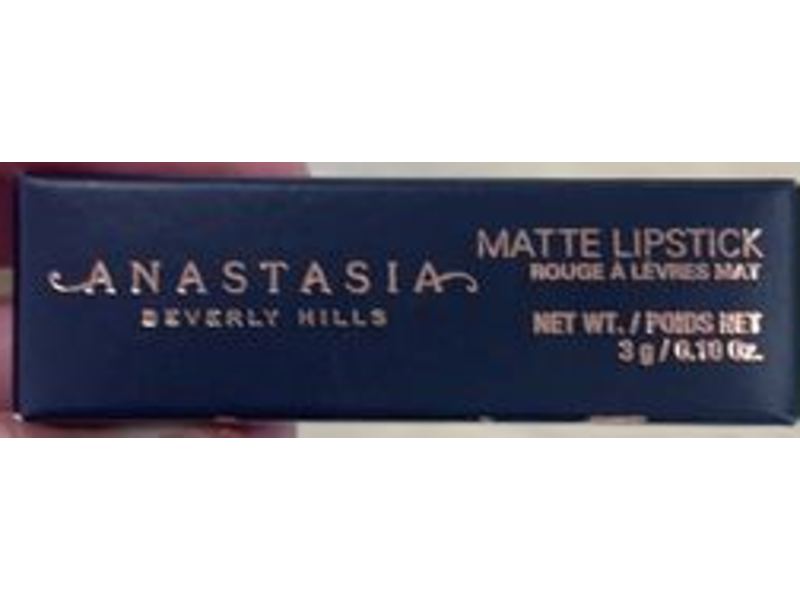 ANASTASIA
BEVERLY HILLS
MATTE LIPSTICK
ROUGE À LÈVRES MAT
NET WT. / POIDS NET
3 g / 0.10 Oz.